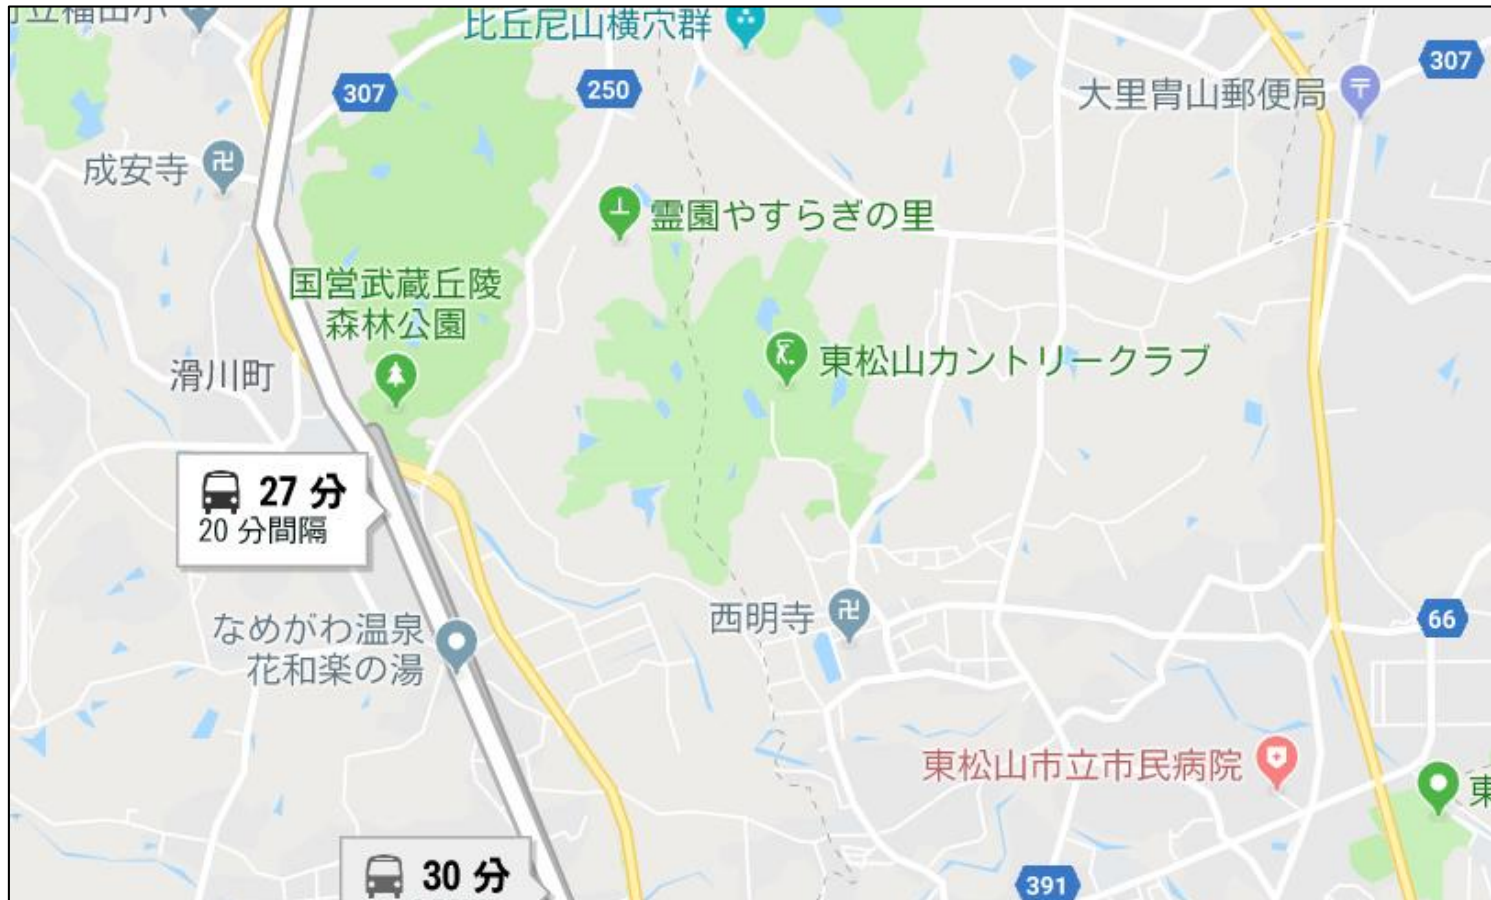 比丘尼山横穴群
307
250
307
大里冑山郵便局
成安寺
霊園やすらぎの里
国営武蔵丘陵
森林公園
東松山カントリークラブ
滑川町
27 分
20 分間隔
なめがわ温泉
花和楽の湯
西明寺
66
東松山市立市民病院
東
30 分
391